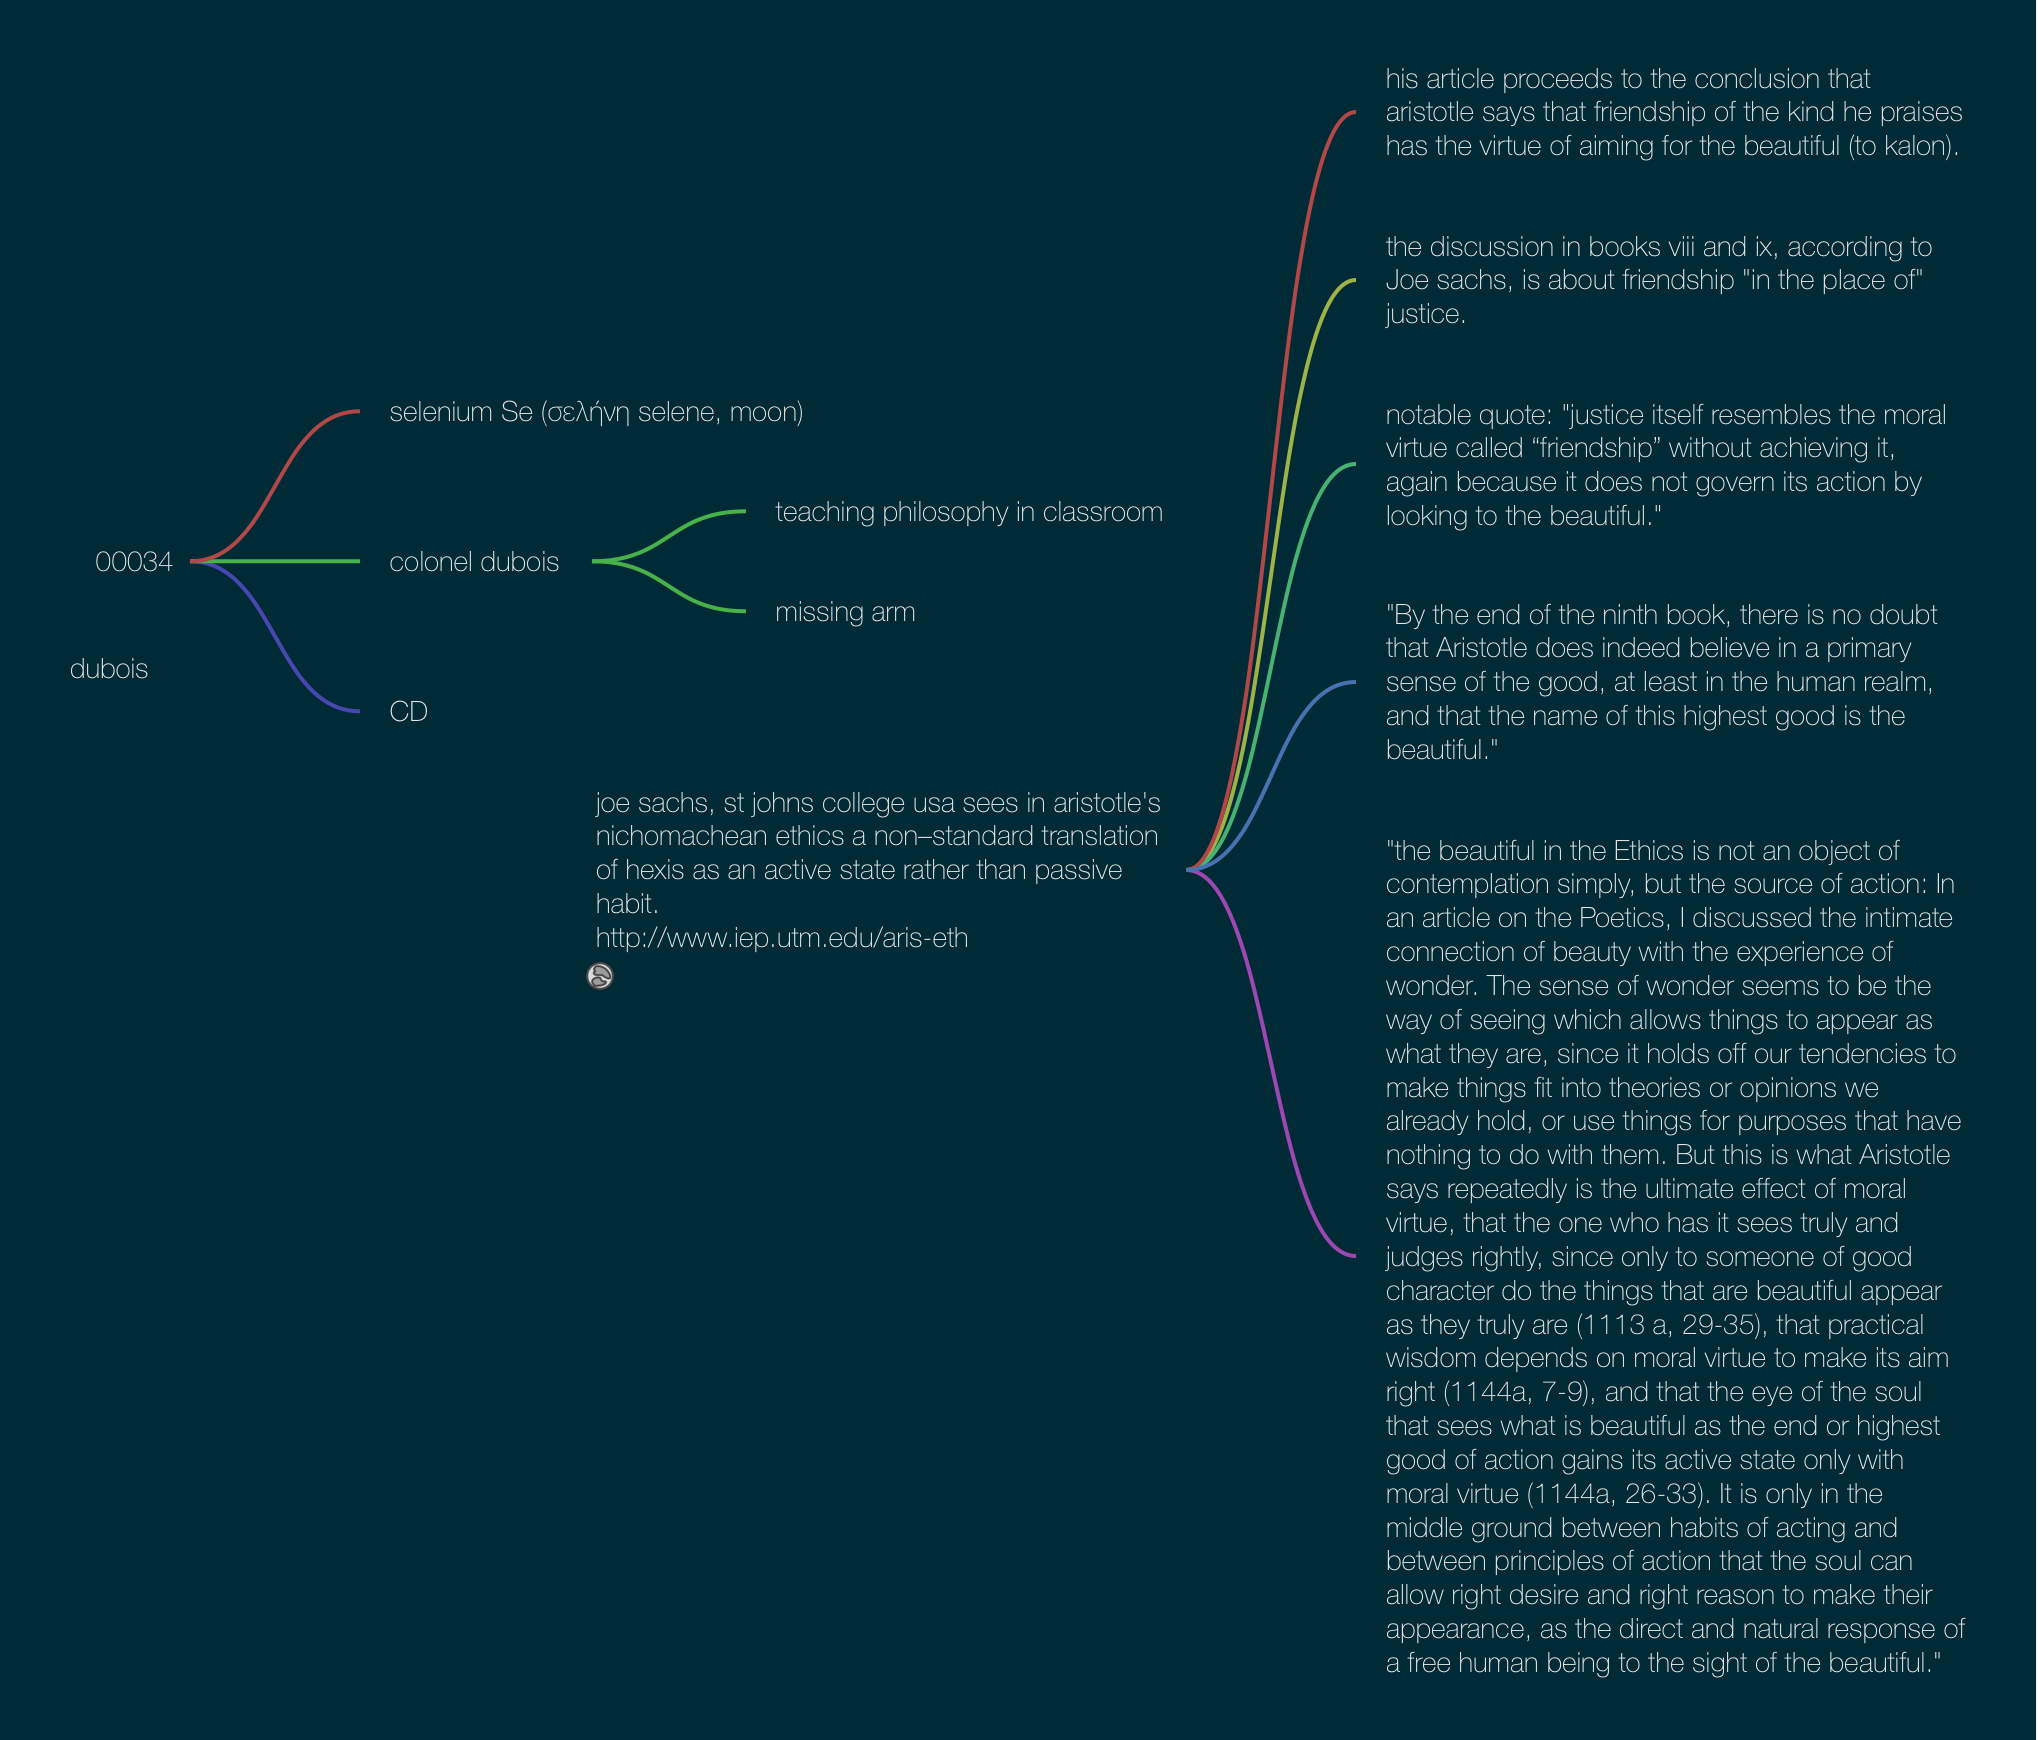 00034
dubois
selenium Se (σελήνη selene, moon)
colonel dubois
teaching philosophy in classroom
missing arm
CD
joe sachs, st johns college usa sees in aristotle's
nichomachean ethics a non–standard translation
of hexis as an active state rather than passive
habit.
http://www.iep.utm.edu/aris-eth
his article proceeds to the conclusion that
aristotle says that friendship of the kind he praises
has the virtue of aiming for the beautiful (to kalon).
the discussion in books viii and ix, according to
Joe sachs, is about friendship "in the place of"
justice.
notable quote: "justice itself resembles the moral
virtue called “friendship” without achieving it,
again because it does not govern its action by
looking to the beautiful."
"By the end of the ninth book, there is no doubt
that Aristotle does indeed believe in a primary
sense of the good, at least in the human realm,
and that the name of this highest good is the
beautiful."
"the beautiful in the Ethics is not an object of
contemplation simply, but the source of action: In
an article on the Poetics, I discussed the intimate
connection of beauty with the experience of
wonder. The sense of wonder seems to be the
way of seeing which allows things to appear as
what they are, since it holds off our tendencies to
make things fit into theories or opinions we
already hold, or use things for purposes that have
nothing to do with them. But this is what Aristotle
says repeatedly is the ultimate effect of moral
virtue, that the one who has it sees truly and
judges rightly, since only to someone of good
character do the things that are beautiful appear
as they truly are (1113 a, 29-35), that practical
wisdom depends on moral virtue to make its aim
right (1144a, 7-9), and that the eye of the soul
that sees what is beautiful as the end or highest
good of action gains its active state only with
moral virtue (1144a, 26-33). It is only in the
middle ground between habits of acting and
between principles of action that the soul can
allow right desire and right reason to make their
appearance, as the direct and natural response of
a free human being to the sight of the beautiful."